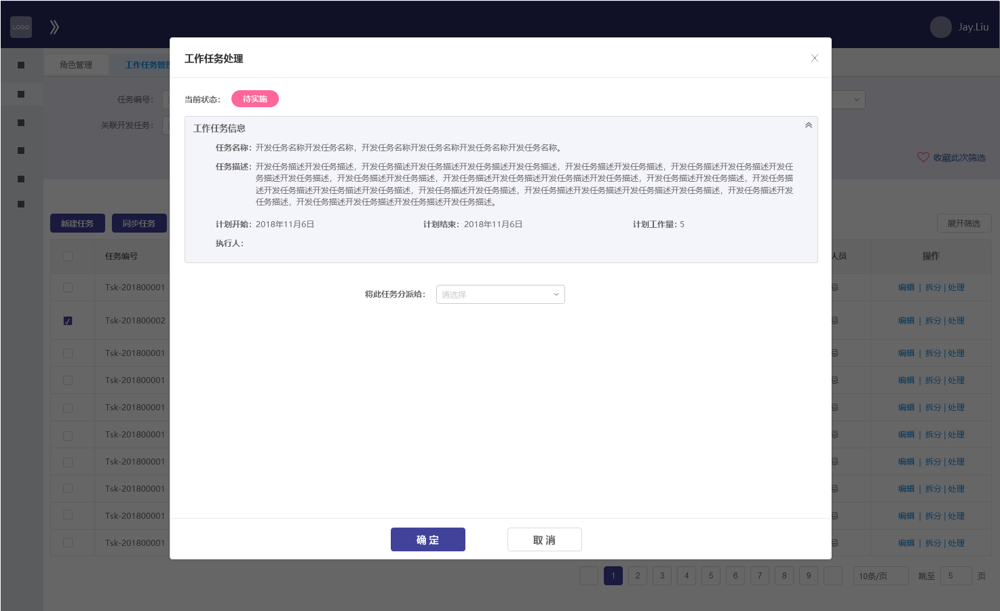 LOGO
Jay.Liu
角色管理
工作任务管理
任务编号：
关联开发任务：
收藏此次筛选
新建任务 同步任务
展开筛选
任务编号 人员 操作
Tsk-201800001 编辑 | 拆分 | 处理
Tsk-201800002 编辑 | 拆分 | 处理
Tsk-201800001 编辑 | 拆分 | 处理
Tsk-201800001 编辑 | 拆分 | 处理
Tsk-201800001 编辑 | 拆分 | 处理
Tsk-201800001 编辑 | 拆分 | 处理
Tsk-201800001 编辑 | 拆分 | 处理
Tsk-201800001 编辑 | 拆分 | 处理
Tsk-201800001 编辑 | 拆分 | 处理
Tsk-201800001 编辑 | 拆分 | 处理
1 2 3 4 5 6 7 8 9 10条/页 跳至 5 页
工作任务处理
当前状态： 待实施
工作任务信息
任务名称：开发任务名称开发任务名称，开发任务名称开发任务名称开发任务名称开发任务名称。
任务描述：开发任务描述开发任务描述，开发任务描述开发任务描述开发任务描述开发任务描述，开发任务描述开发任务描述，开发任务描述开发任务描述开发任
务描述开发任务描述，开发任务描述开发任务描述，开发任务描述开发任务描述开发任务描述开发任务描述，开发任务描述开发任务描述，开发任务描
述开发任务描述开发任务描述开发任务描述，开发任务描述开发任务描述，开发任务描述开发任务描述开发任务描述开发任务描述，开发任务描述开发
任务描述，开发任务描述开发任务描述开发任务描述开发任务描述。
计划开始：2018年11月6日 计划结束：2018年11月6日 计划工作量：5
执行人：
将此任务分派给： 请选择
确 定 取 消